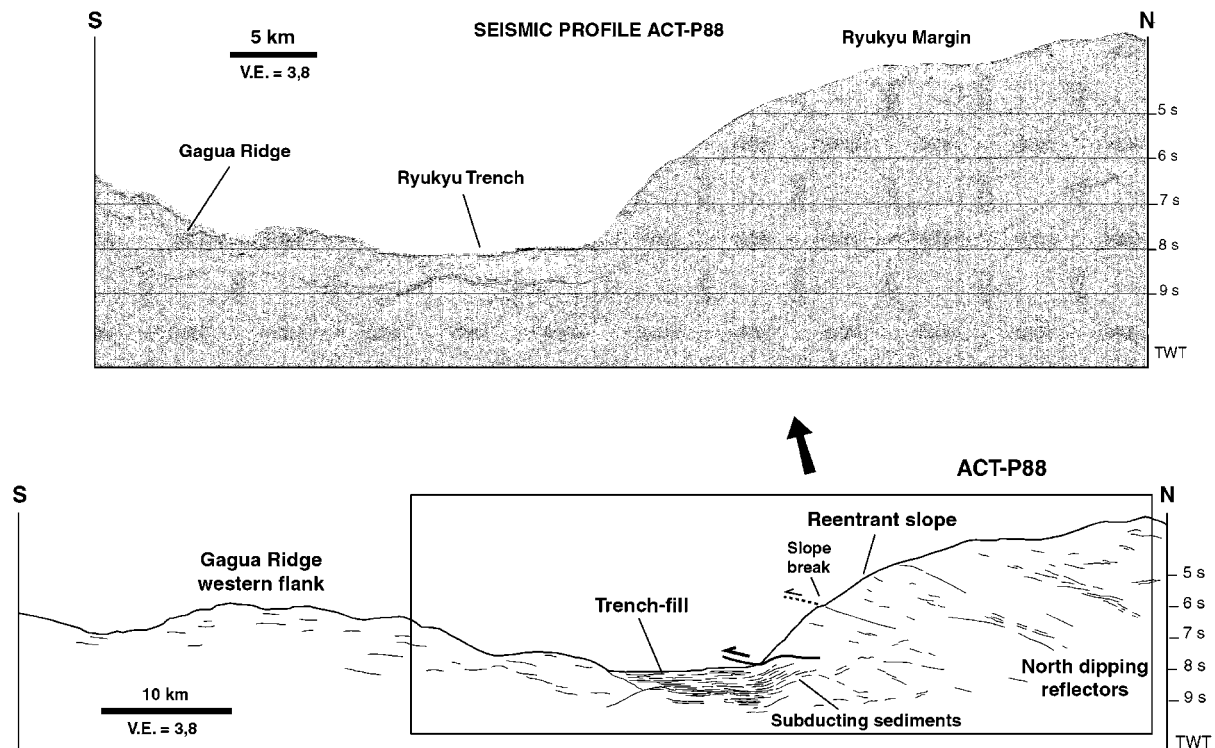 S
N
5 km
V.E. = 3,8
SEISMIC PROFILE ACT-P88
Ryukyu Margin
Gagua Ridge
Ryukyu Trench
5 s
6 s
7 s
8 s
9 s
TWT
ACT-P88
S
N
Gagua Ridge
western flank
Reentrant slope
Slope
break
Trench-fill
5 s
6 s
7 s
8 s
9 s
North dipping
reflectors
Subducting sediments
10 km
V.E. = 3,8
TWT